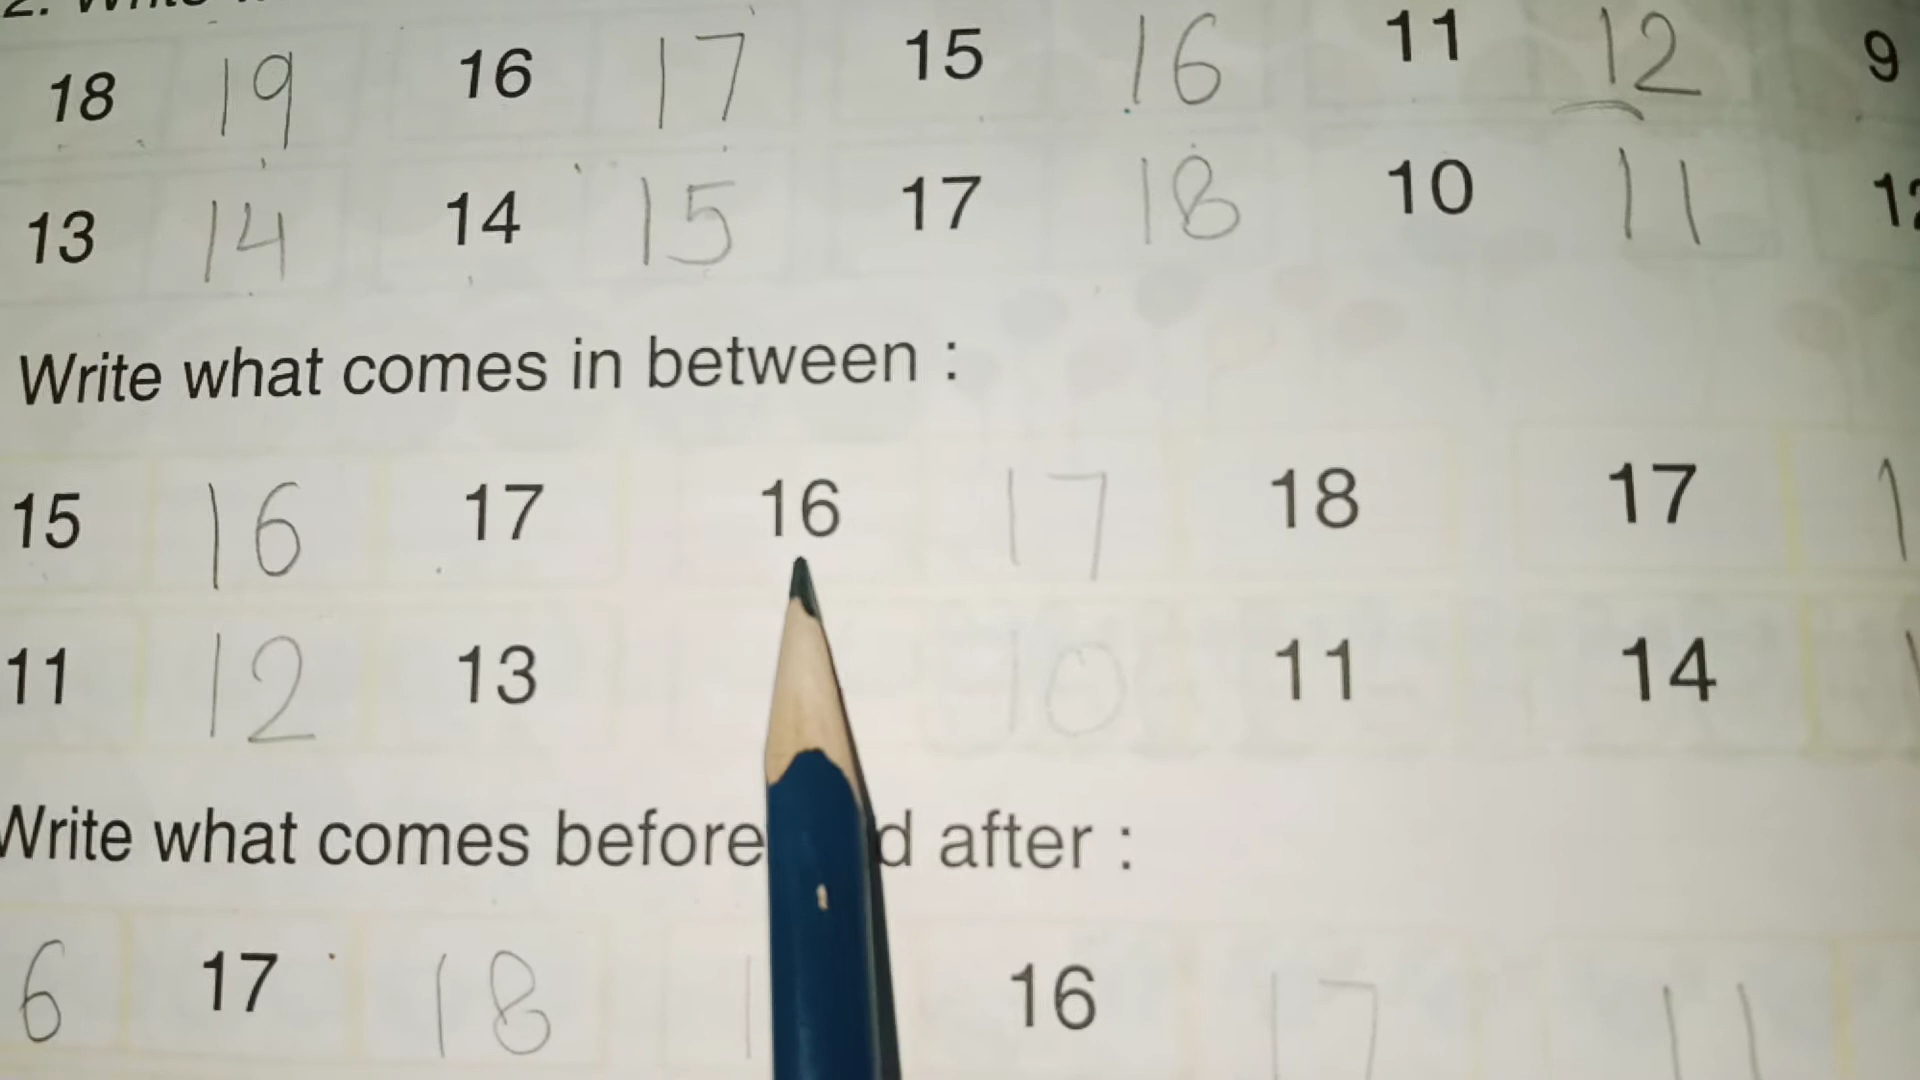 18 19 16 17 15 16 11 12 9
13 14 14 15 17 18 10 11
Write what comes in between :
15 16 17 16 17 18 17
11 12 13 10 11 14
Write what comes before after :
6 17 18 16 17 11